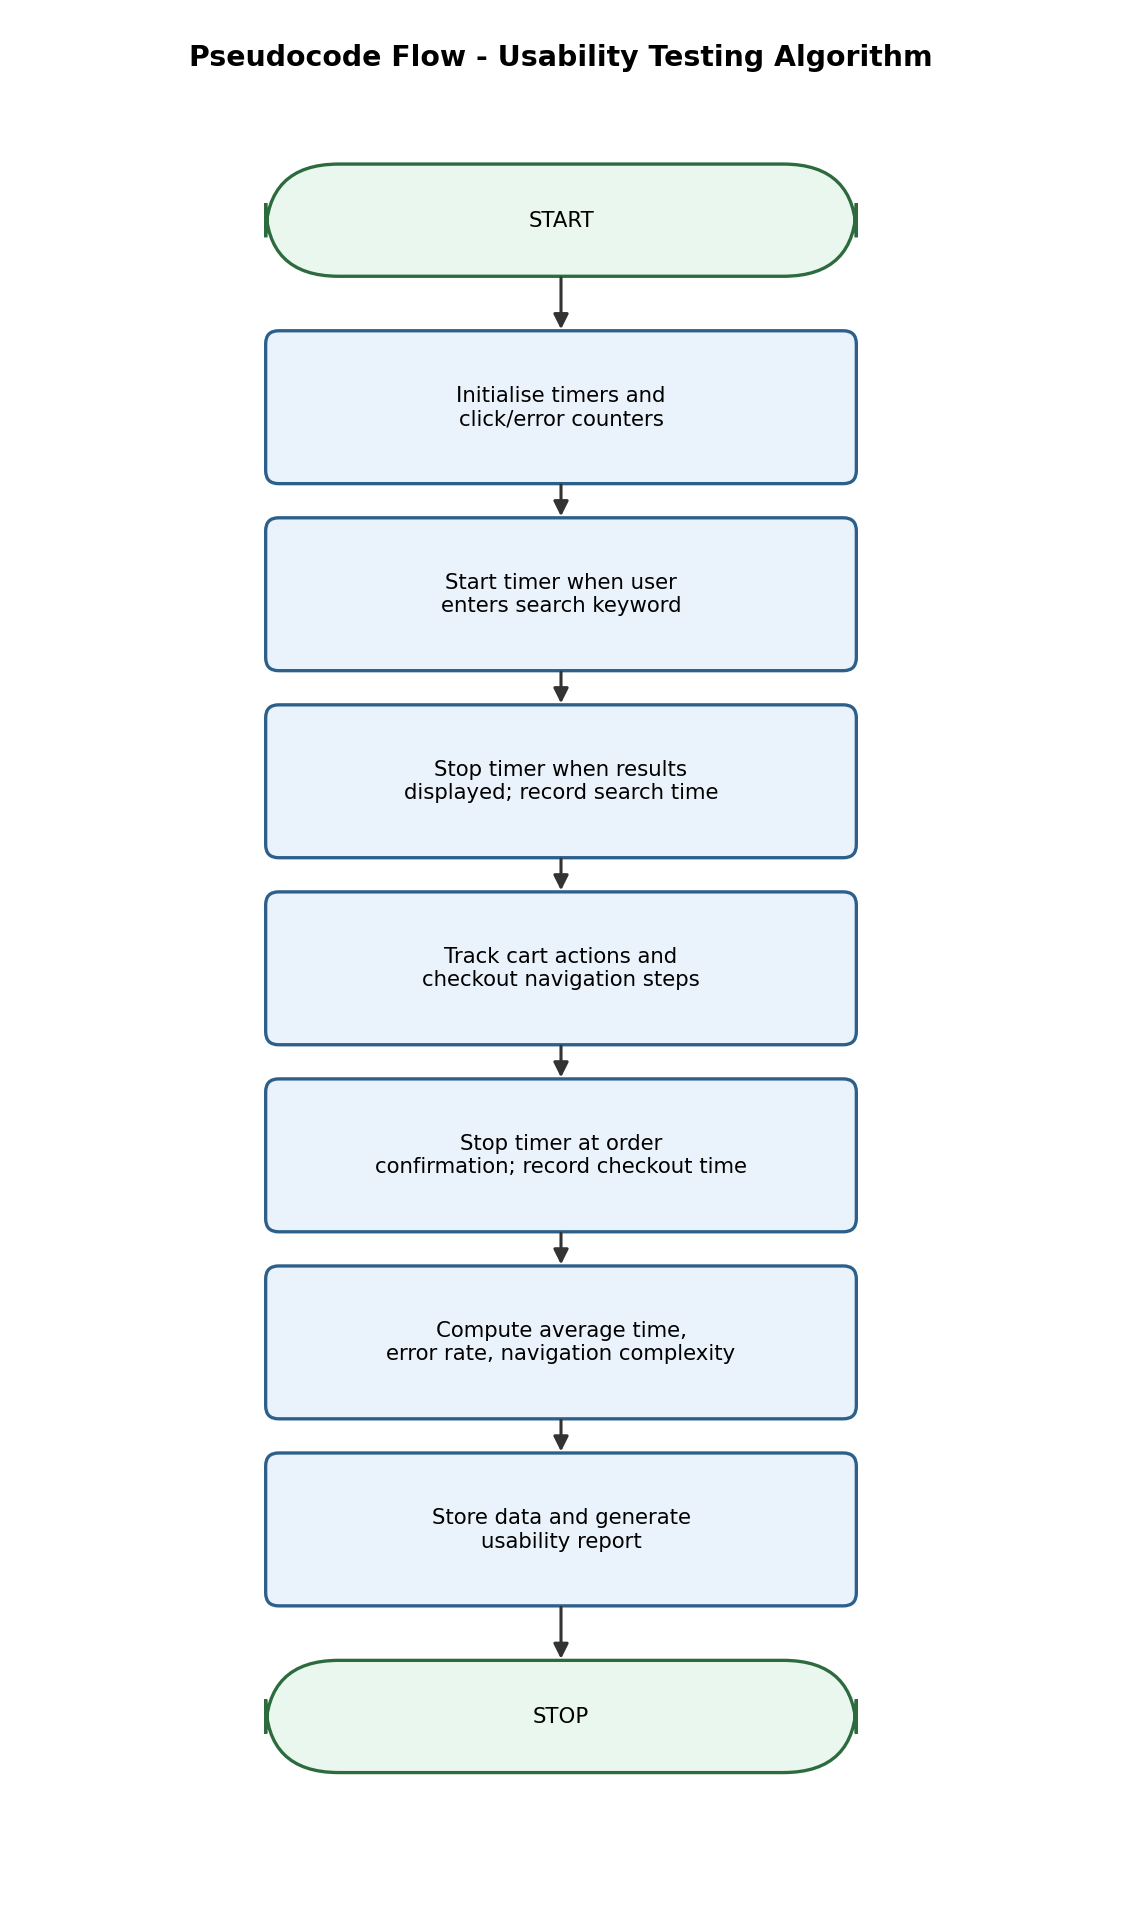 Pseudocode Flow - Usability Testing Algorithm
START
Initialise timers and
click/error counters
Start timer when user
enters search keyword
Stop timer when results
displayed; record search time
Track cart actions and
checkout navigation steps
Stop timer at order
confirmation; record checkout time
Compute average time,
error rate, navigation complexity
Store data and generate
usability report
STOP